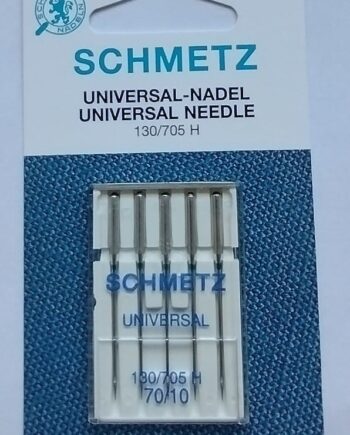 SCHMETZ
UNIVERSAL-NADEL
UNIVERSAL NEEDLE
130/705 H
SCHMETZ
UNIVERSAL
130/705 H
70/10